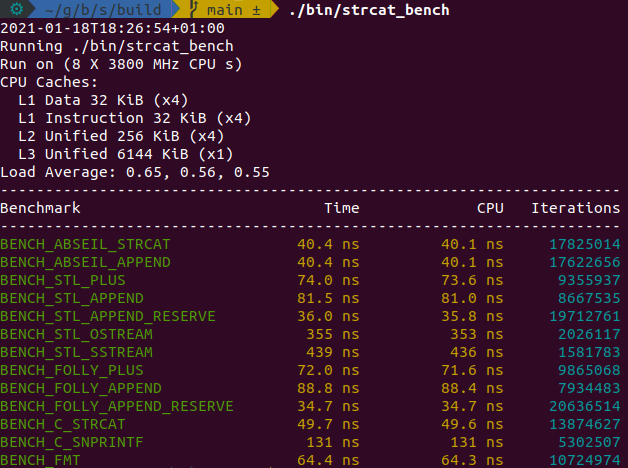 ~/g/b/s/build main ± ./bin/strcat_bench
2021-01-18T18:26:54+01:00
Running ./bin/strcat_bench
Run on (8 X 3800 MHz CPU s)
CPU Caches:
  L1 Data 32 KiB (x4)
  L1 Instruction 32 KiB (x4)
  L2 Unified 256 KiB (x4)
  L3 Unified 6144 KiB (x1)
Load Average: 0.65, 0.56, 0.55
---------------------------------------------------------------------
Benchmark                           Time             CPU   Iterations
---------------------------------------------------------------------
BENCH_ABSEIL_STRCAT              40.4 ns         40.1 ns     17825014
BENCH_ABSEIL_APPEND              40.4 ns         40.1 ns     17622656
BENCH_STL_PLUS                   74.0 ns         73.6 ns      9355937
BENCH_STL_APPEND                 81.5 ns         81.0 ns      8667535
BENCH_STL_APPEND_RESERVE         36.0 ns         35.8 ns     19712761
BENCH_STL_OSTREAM                 355 ns          353 ns      2026117
BENCH_STL_SSTREAM                 439 ns          436 ns      1581783
BENCH_FOLLY_PLUS                 72.0 ns         71.6 ns      9865068
BENCH_FOLLY_APPEND               88.8 ns         88.4 ns      7934483
BENCH_FOLLY_APPEND_RESERVE       34.7 ns         34.7 ns     20636514
BENCH_C_STRCAT                   49.7 ns         49.6 ns     13874627
BENCH_C_SNPRINTF                  131 ns          131 ns      5302507
BENCH_FMT                        64.4 ns         64.3 ns     10724974